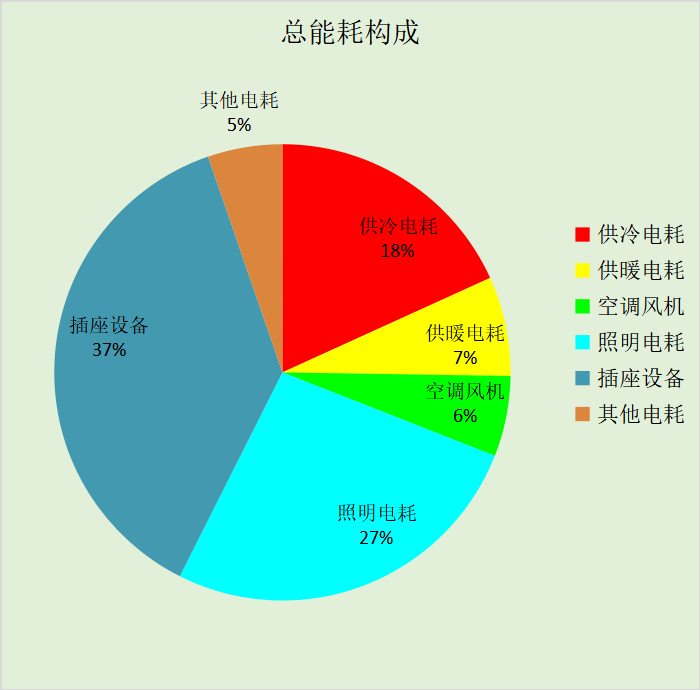 总能耗构成
其他电耗
5%
供冷电耗
18%
供暖电耗
7%
空调风机
6%
照明电耗
27%
插座设备
37%
供冷电耗
供暖电耗
空调风机
照明电耗
插座设备
其他电耗